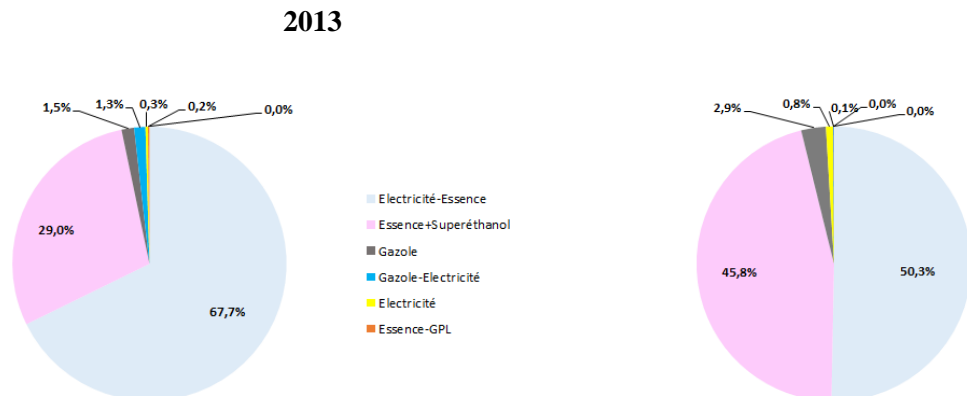 2013
1,5%
1,3%
0,3%
0,2%
0,0%
29,0%
67,7%
Electricité-Essence
Essence+Superéthanol
Gazole
Gazole-Electricité
Electricité
Essence-GPL
2,9%
0,8%
0,1%
0,0%
0,0%
45,8%
50,3%